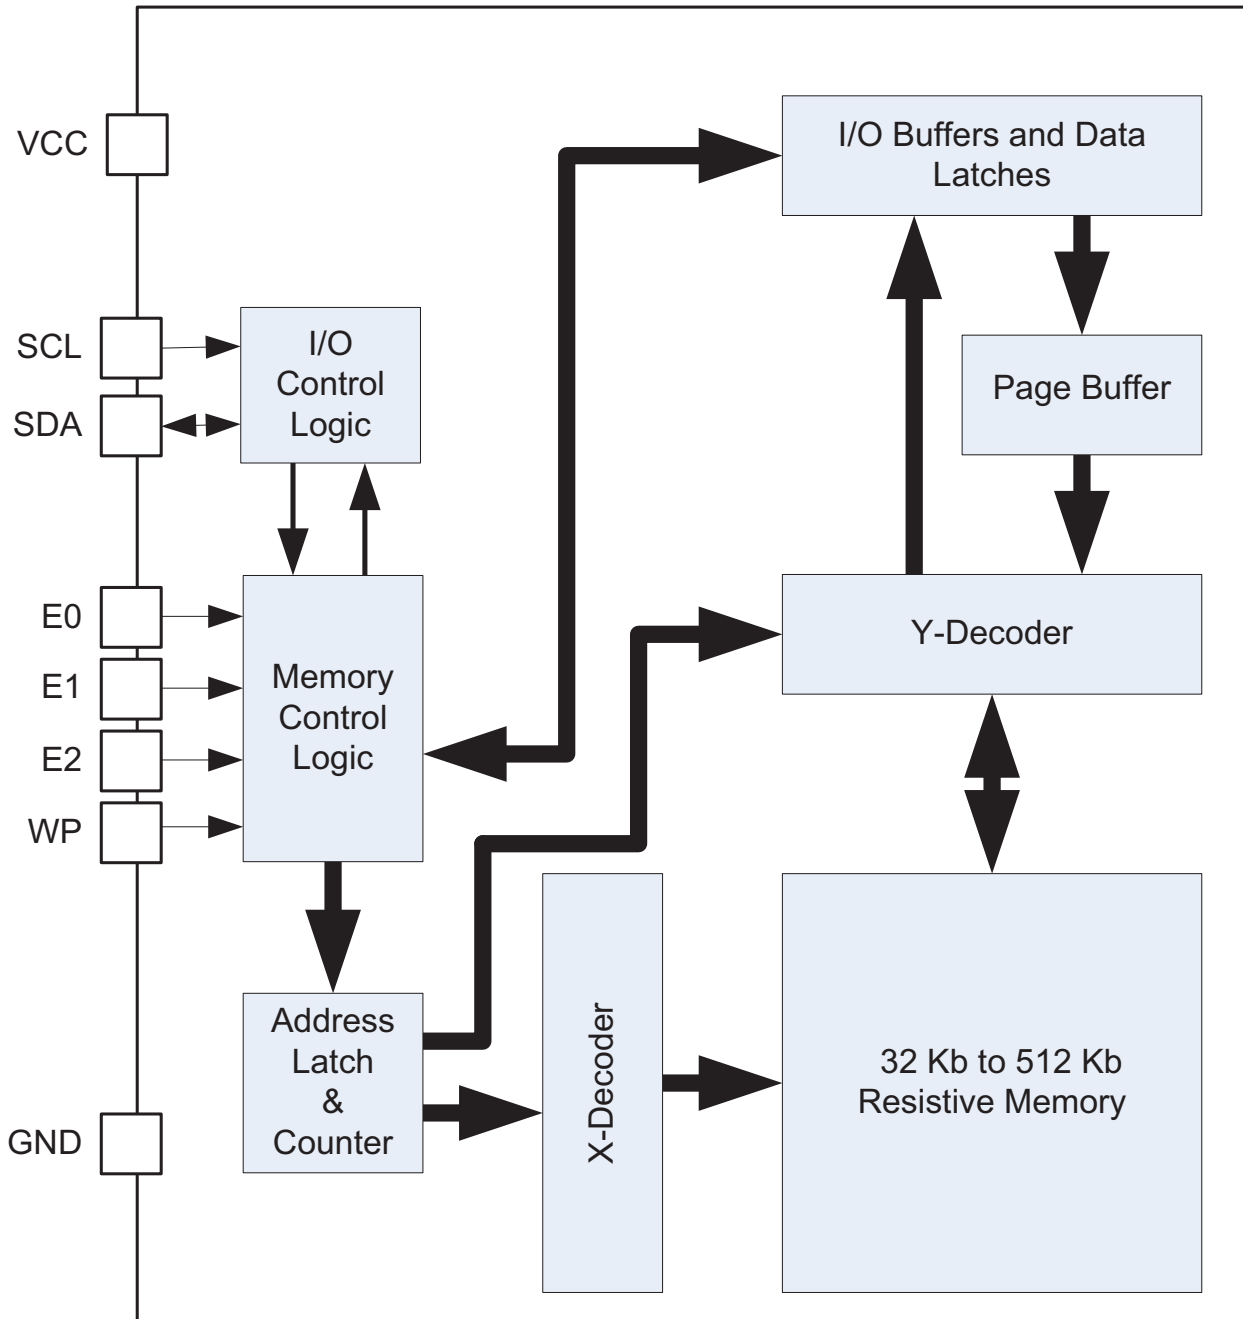 VCC
I/O Buffers and Data
Latches
SCL
SDA
I/O
Control
Logic
Page Buffer
E0
E1
E2
WP
Memory
Control
Logic
Y-Decoder
Address
Latch
&
Counter
GND
X-Decoder
32 Kb to 512 Kb
Resistive Memory